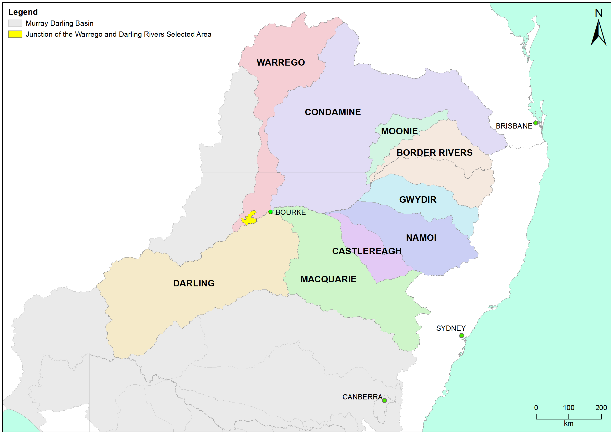 Legend
Murray Darling Basin
Junction of the Warrego and Darling Rivers Selected Area
N
WARREGO
CONDAMINE
BRISBANE
MOONIE
BORDER RIVERS
GWYDIR
BOURKE
NAMOI
CASTLEREAGH
MACQUARIE
DARLING
SYDNEY
CANBERRA
0 100 200
km